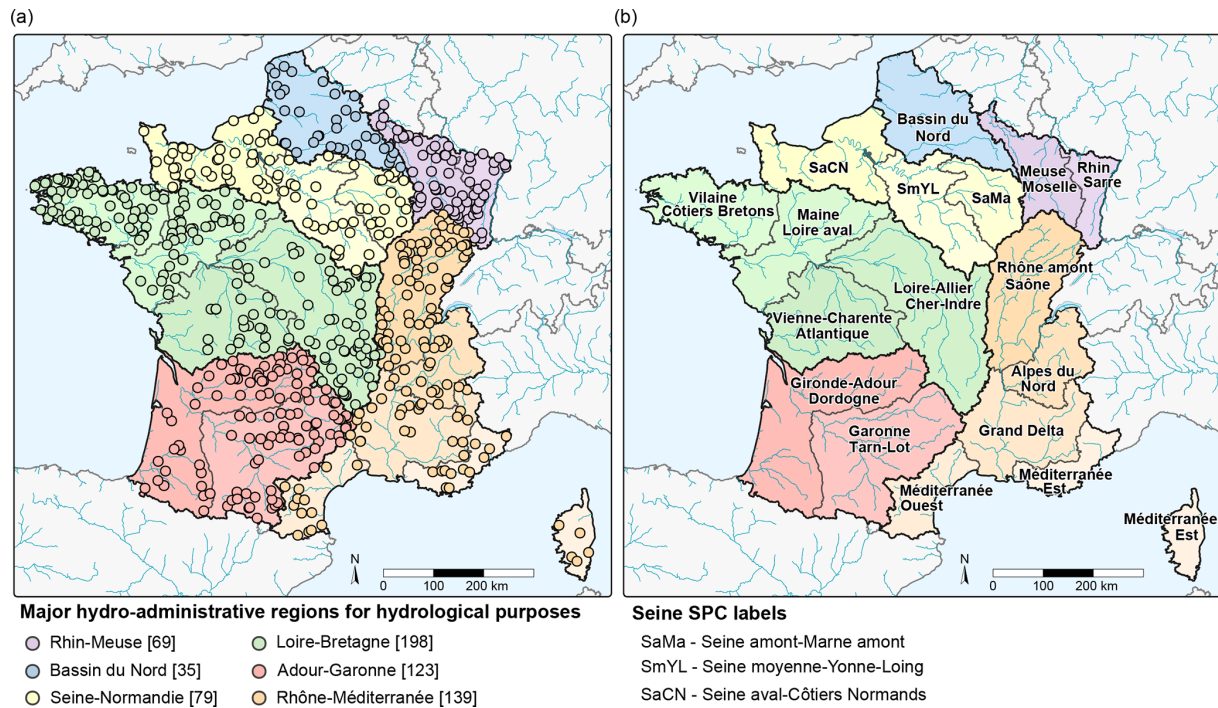 (a)
(b)
Bassin du
Nord
SaCN
SmYL
SaMa
Meuse
Moselle
Rhin
Sarre
Vilaine
Côtiers Bretons
Maine
Loire aval
Rhône amont
Saône
Loire-Allier
Cher-Indre
Vienne-Charente
Atlantique
Alpes du
Nord
Gironde-Adour
Dordogne
Garonne
Tarn-Lot
Grand Delta
Méditerranée
Est
Méditerranée
Ouest
Méditerranée
Est
N
0 100 200 km
N
0 100 200 km
Major hydro-administrative regions for hydrological purposes
Rhin-Meuse [69]
Bassin du Nord [35]
Seine-Normandie [79]
Loire-Bretagne [198]
Adour-Garonne [123]
Rhône-Méditerranée [139]
Seine SPC labels
SaMa - Seine amont-Marne amont
SmYL - Seine moyenne-Yonne-Loing
SaCN - Seine aval-Côtiers Normands